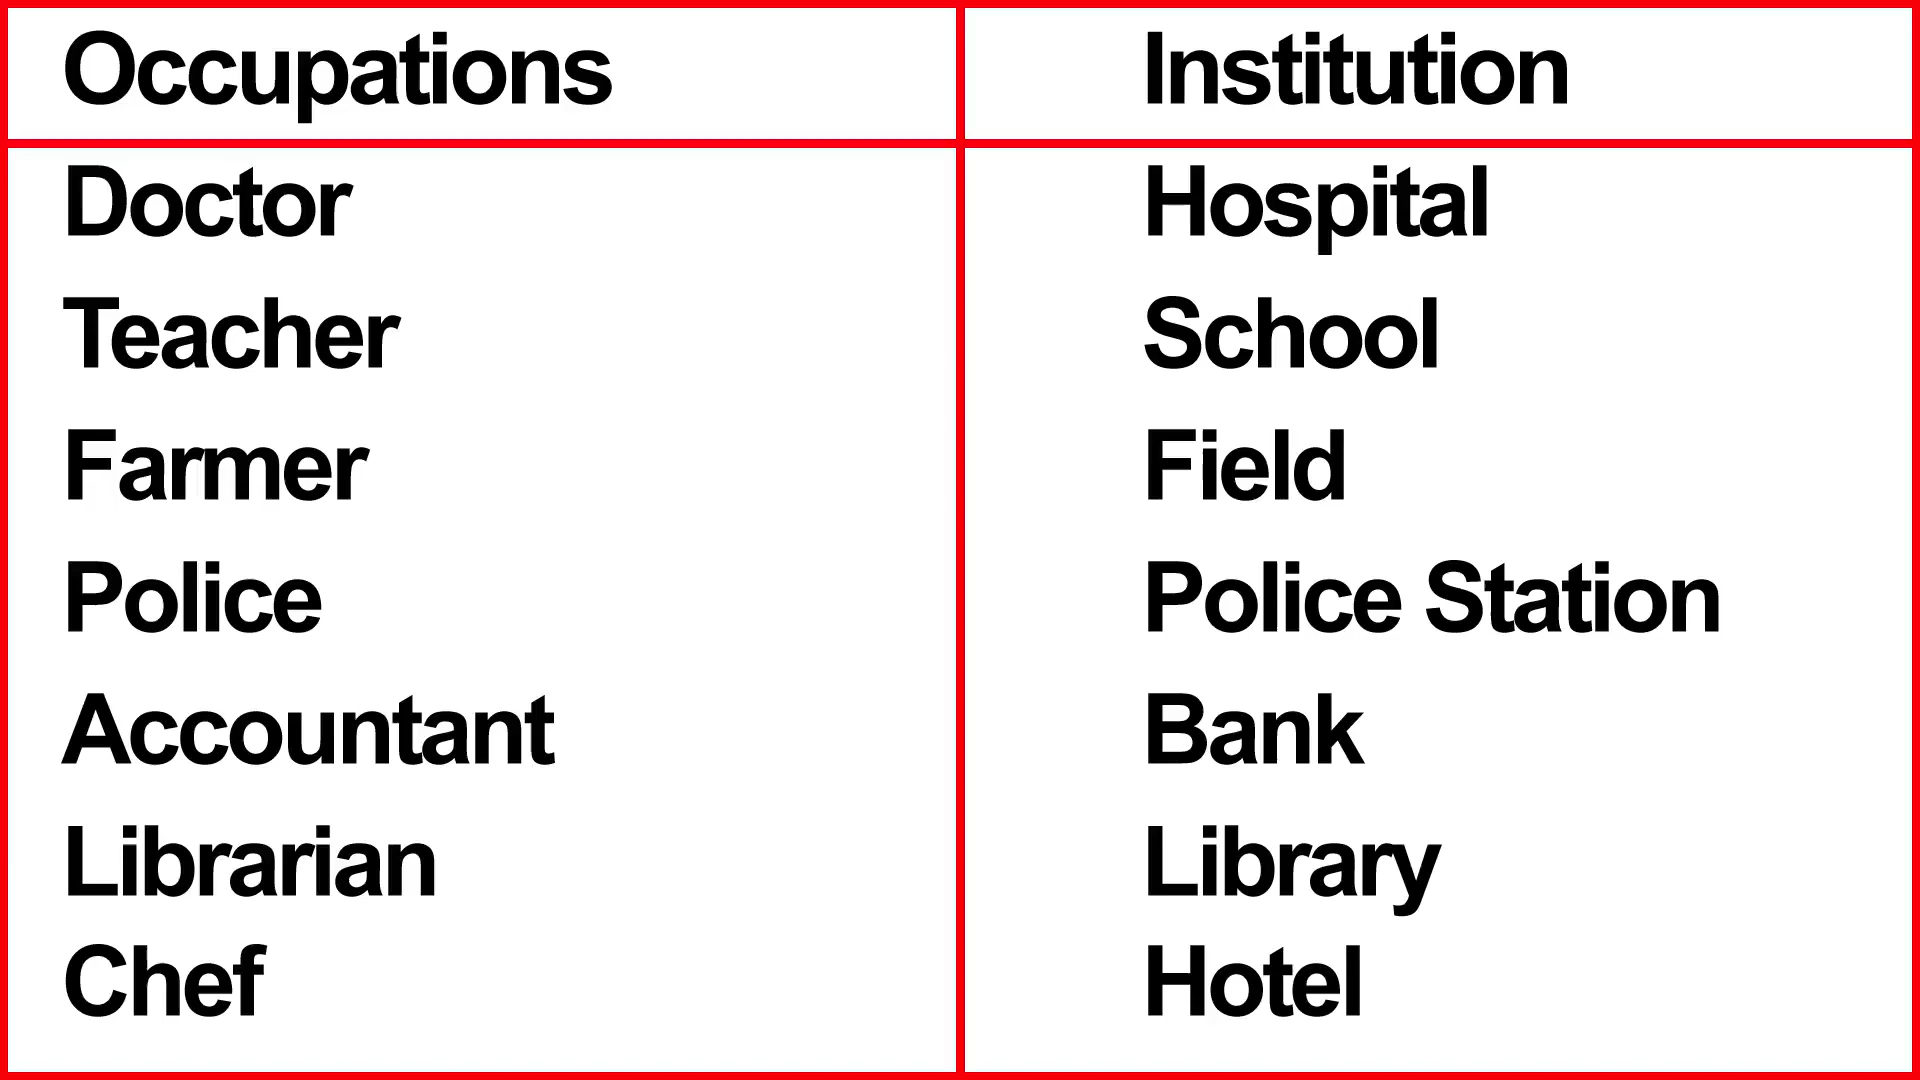 Occupations Institution
Doctor Hospital
Teacher School
Farmer Field
Police Police Station
Accountant Bank
Librarian Library
Chef Hotel